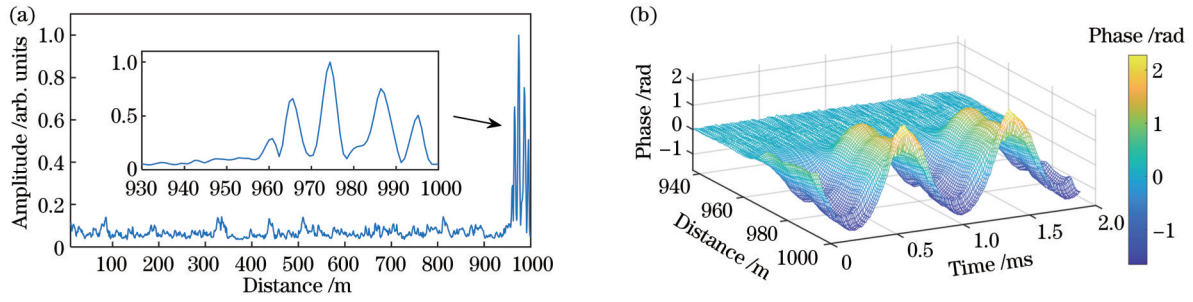 (a)
Amplitude /arb. units
1.0
0.8
0.6
0.4
0.2
0
1.0
0.5
0
930 940 950 960 970 980 990 1000
100 200 300 400 500 600 700 800 900 1000
Distance /m
(b)
Phase /rad
2
1
0
−1
940
960
980
1000
Distance /m
0
0.5
1.0
1.5
2.0
Time /ms
Phase /rad
2
1
0
−1